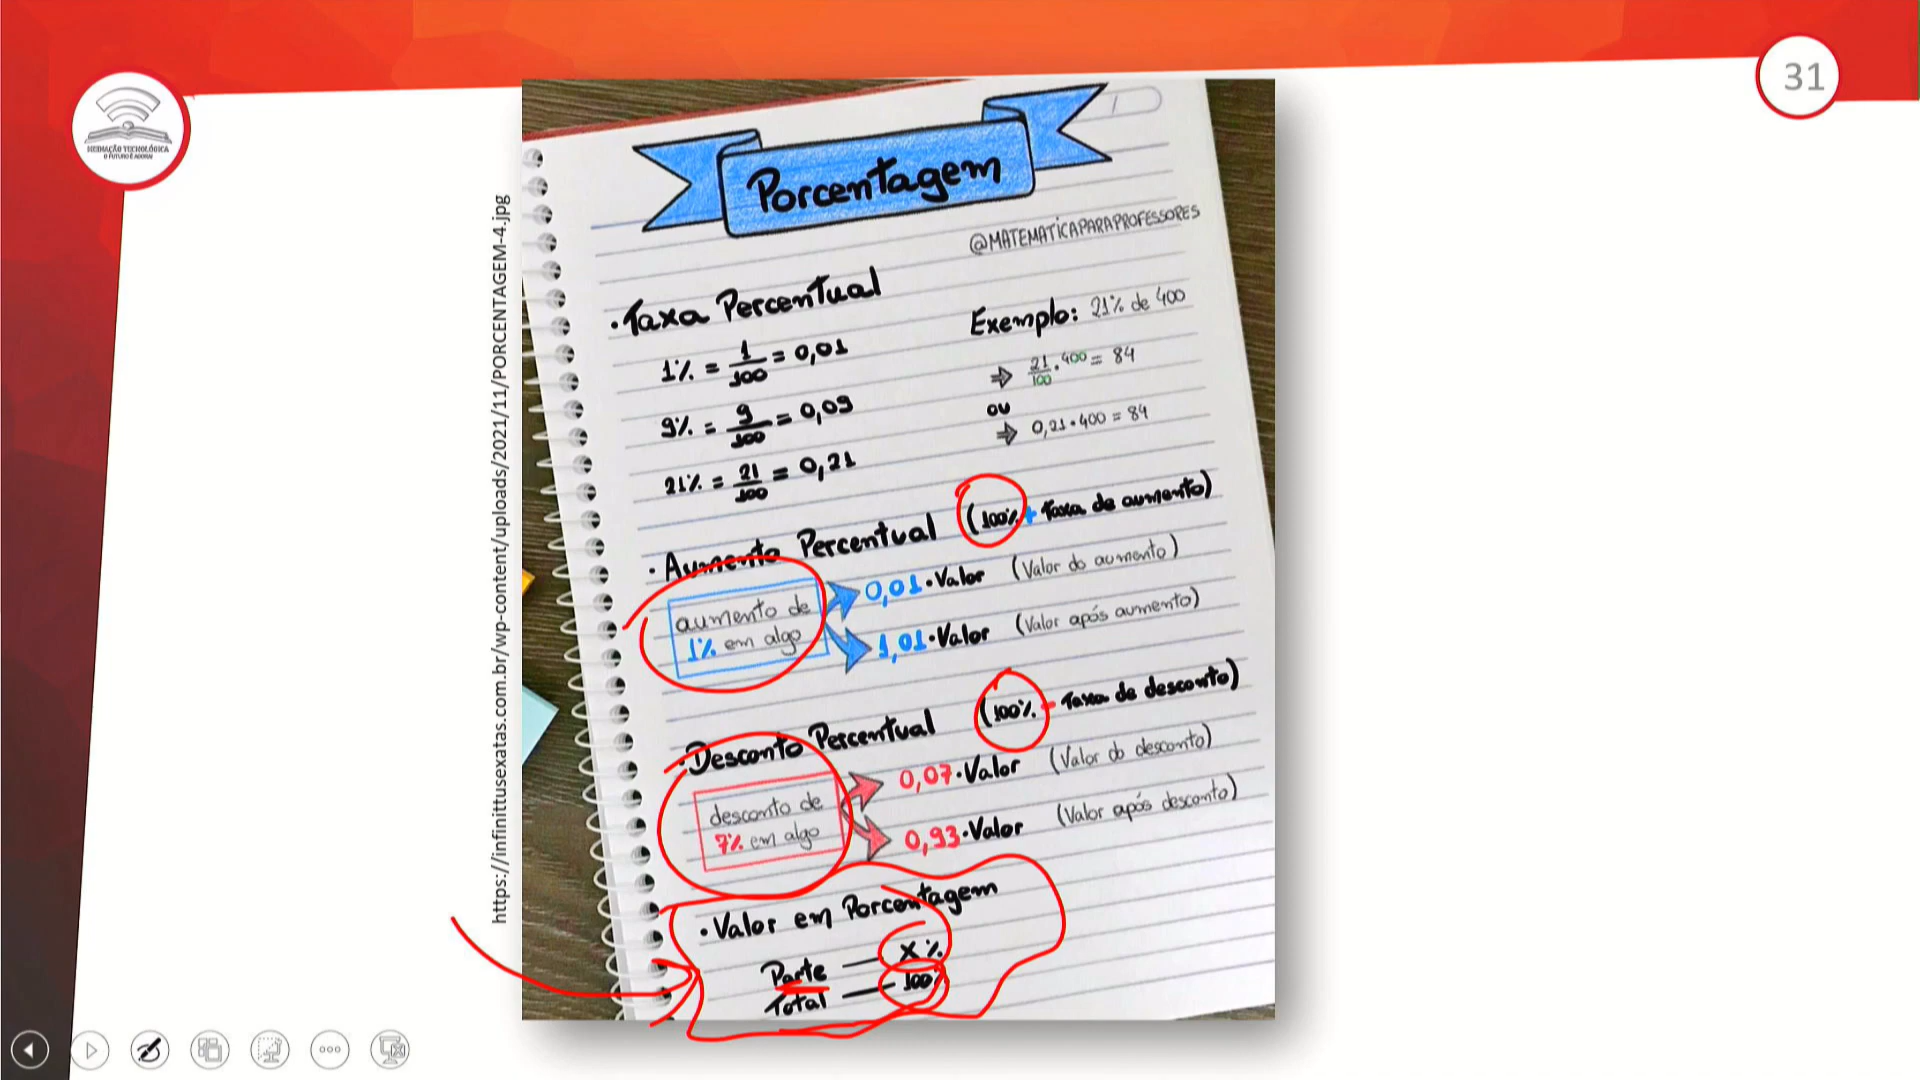 31
MEDIAÇÃO TECNOLÓGICA
O FUTURO É AGORA!
https://infinittusexatas.com.br/wp-content/uploads/2021/11/PORCENTAGEM-4.jpg
Porcentagem
@MATEMATICAPARAPROFESSORES
• Taxa Percentual
1% = 1/100 = 0,01
9% = 9/100 = 0,09
21% = 21/100 = 0,21
Exemplo: 21% de 400
⇒ 21/100 · 400 = 84
ou
⇒ 0,21 · 400 = 84
• Aumento Percentual (100% + Taxa de aumento)
aumento de
1% em algo
0,01 · Valor (Valor do aumento)
1,01 · Valor (Valor após aumento)
• Desconto Percentual (100% - Taxa de desconto)
desconto de
7% em algo
0,07 · Valor (Valor do desconto)
0,93 · Valor (Valor após desconto)
• Valor em Porcentagem
Parte — X%
Total — 100%